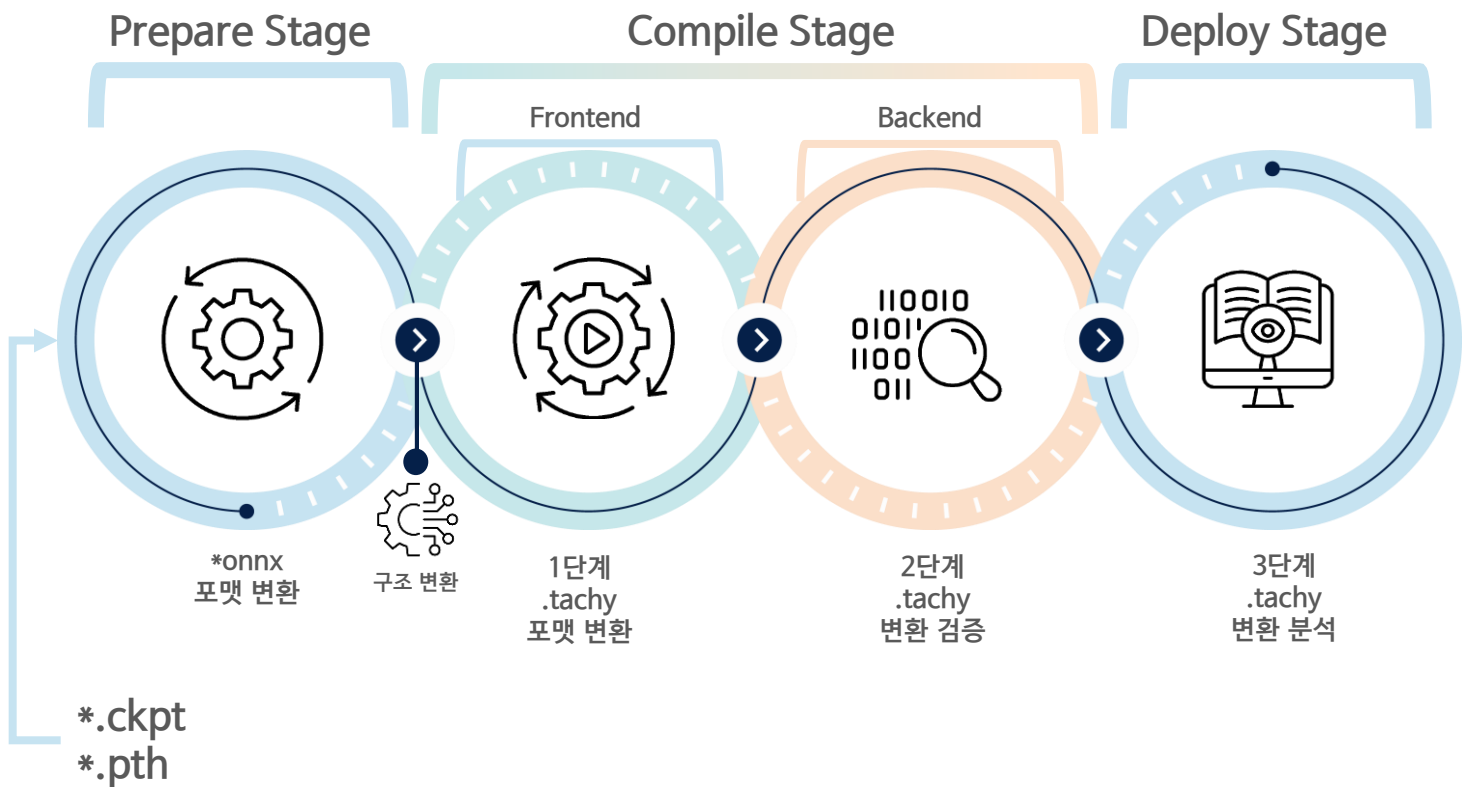 Prepare Stage
Compile Stage
Deploy Stage
Frontend
Backend
110010
0101'
1100
011
*onnx
포맷 변환
구조 변환
1단계
.tachy
포맷 변환
2단계
.tachy
변환 검증
3단계
.tachy
변환 분석
*.ckpt
*.pth